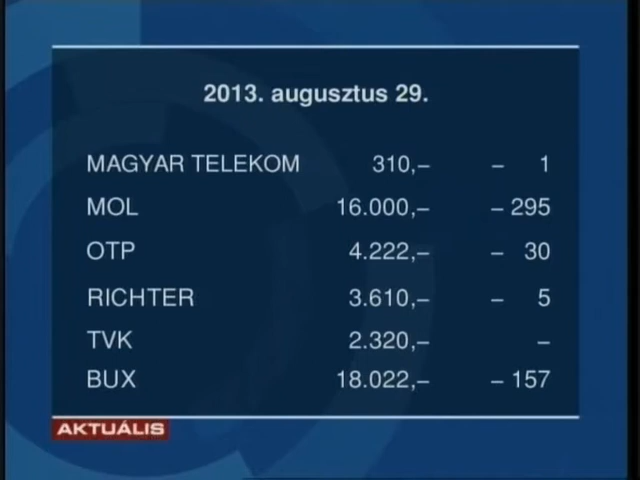 2013. augusztus 29.
MAGYAR TELEKOM 310,– – 1
MOL 16.000,– – 295
OTP 4.222,– – 30
RICHTER 3.610,– – 5
TVK 2.320,– –
BUX 18.022,– – 157
AKTUÁLIS